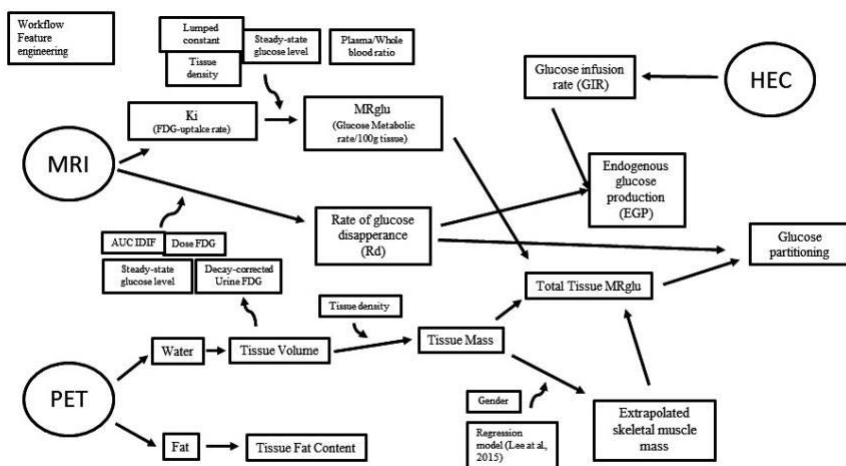 Workflow
Feature
engineering
Lumped
constant
Steady-state
glucose level
Plasma/Whole
blood ratio
Tissue
density
Glucose infusion
rate (GIR)
HEC
Ki
(FDG-uptake rate)
MRglu
(Glucose Metabolic
rate/100g tissue)
MRI
Endogenous
glucose
production
(EGP)
Rate of glucose
disapperance
(Rd)
Glucose
partitioning
AUC IDIF
Dose FDG
Steady-state
glucose level
Decay-corrected
Urine FDG
Total Tissue MRglu
Tissue density
Water
Tissue Volume
Tissue Mass
PET
Gender
Extrapolated
skeletal muscle
mass
Fat
Tissue Fat Content
Regression
model (Lee at al,
2015)